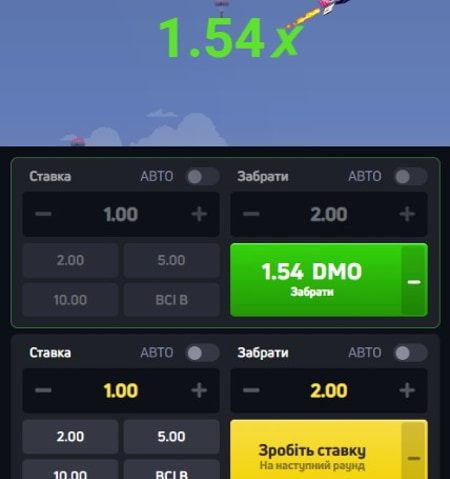 1.54x
Ставка АВТО Забрати АВТО
− 1.00 + − 2.00 +
2.00 5.00
1.54 DMO
Забрати
10.00 ВСІ В
Ставка АВТО Забрати АВТО
− 1.00 + − 2.00 +
2.00 5.00
Зробіть ставку
На наступний раунд
10.00 ВСІ В